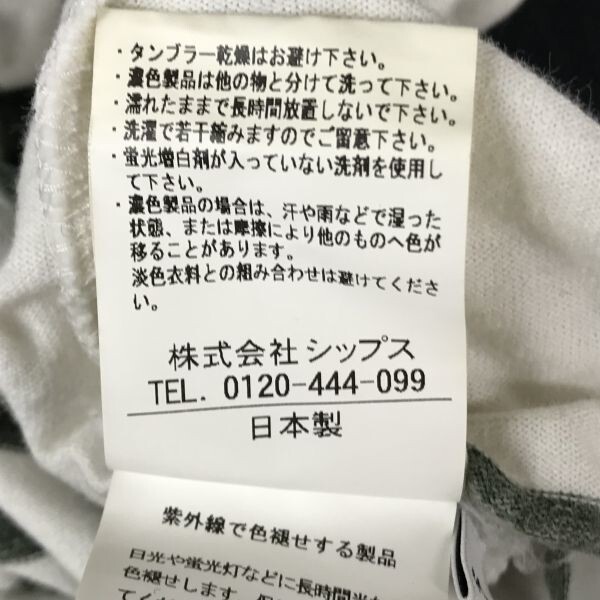 ・タンブラー乾燥はお避け下さい。
・濃色製品は他の物と分けて洗って下さい。
・濡れたままで長時間放置しないで下さい。
・洗濯で若干縮みますのでご留意下さい。
・蛍光増白剤が入っていない洗剤を使用し
て下さい。
・濃色製品の場合は、汗や雨などで湿った
状態、または摩擦により他のものへ色が
移ることがあります。
淡色衣料との組み合わせは避けてくださ
い。
株式会社 シップス
TEL. 0120-444-099
日本製
紫外線で色褪せする製品
日光や蛍光灯などに長時間光
色褪せします。